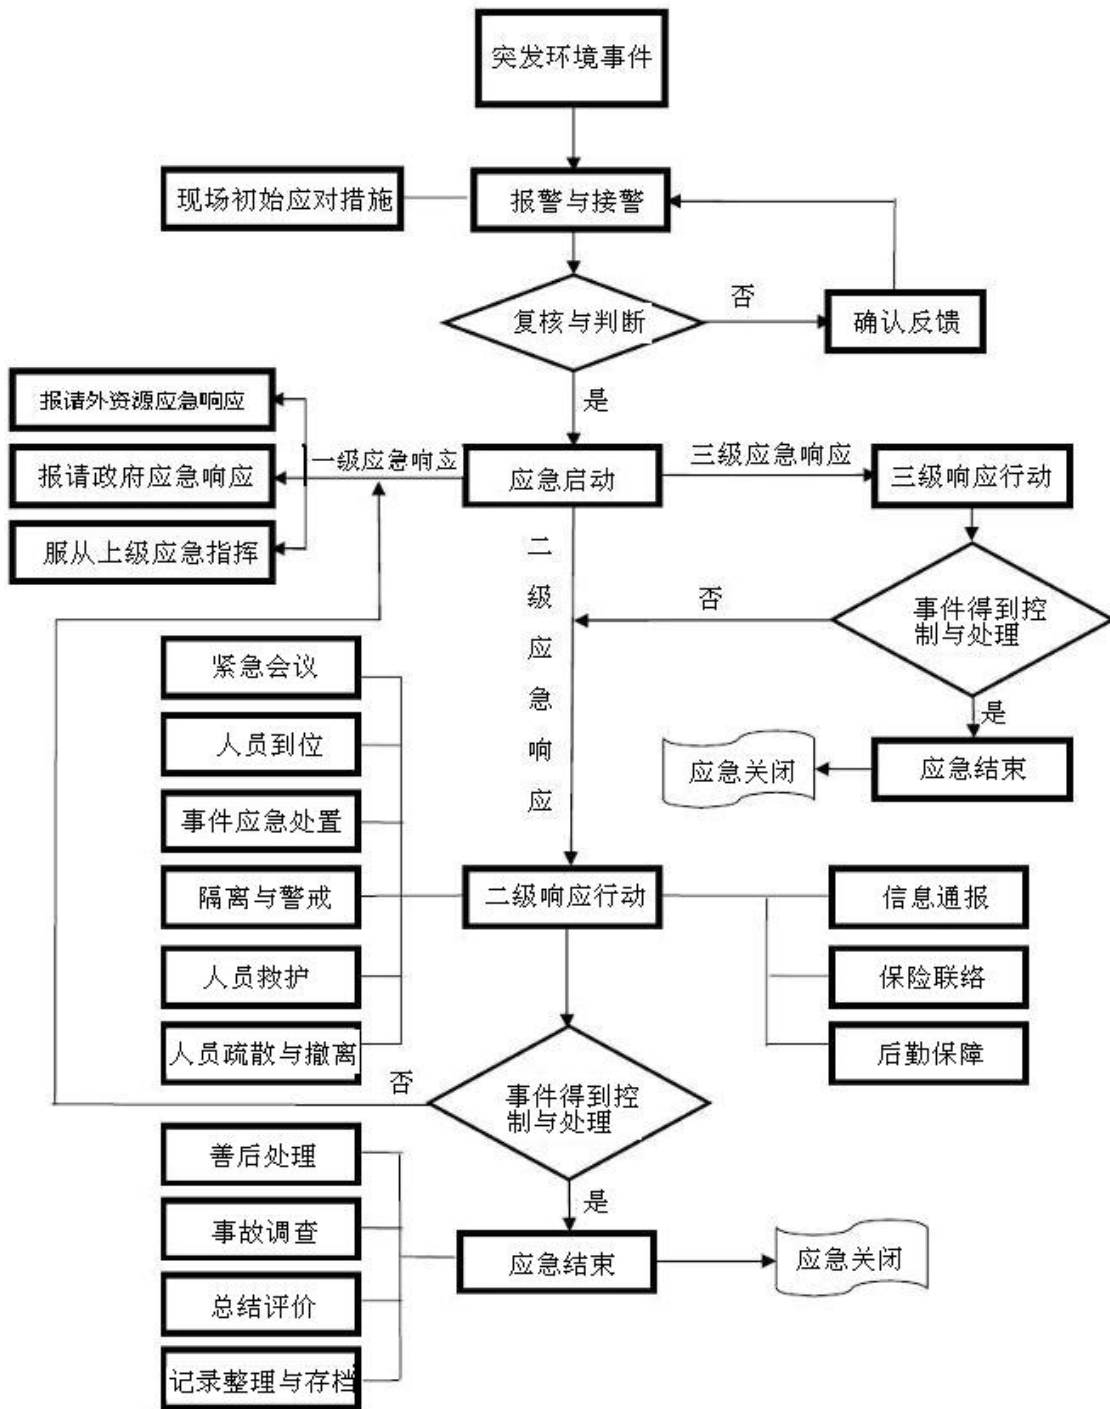 突发环境事件
现场初始应对措施
报警与接警
复核与判断
否
确认反馈
是
报请外资源应急响应
报请政府应急响应
服从上级应急指挥
一级应急响应
应急启动
三级应急响应
三级响应行动
二级应急响应
否
事件得到控
制与处理
是
应急结束
应急关闭
紧急会议
人员到位
事件应急处置
隔离与警戒
人员救护
人员疏散与撤离
二级响应行动
信息通报
保险联络
后勤保障
否
事件得到控
制与处理
是
善后处理
事故调查
总结评价
记录整理与存档
应急结束
应急关闭